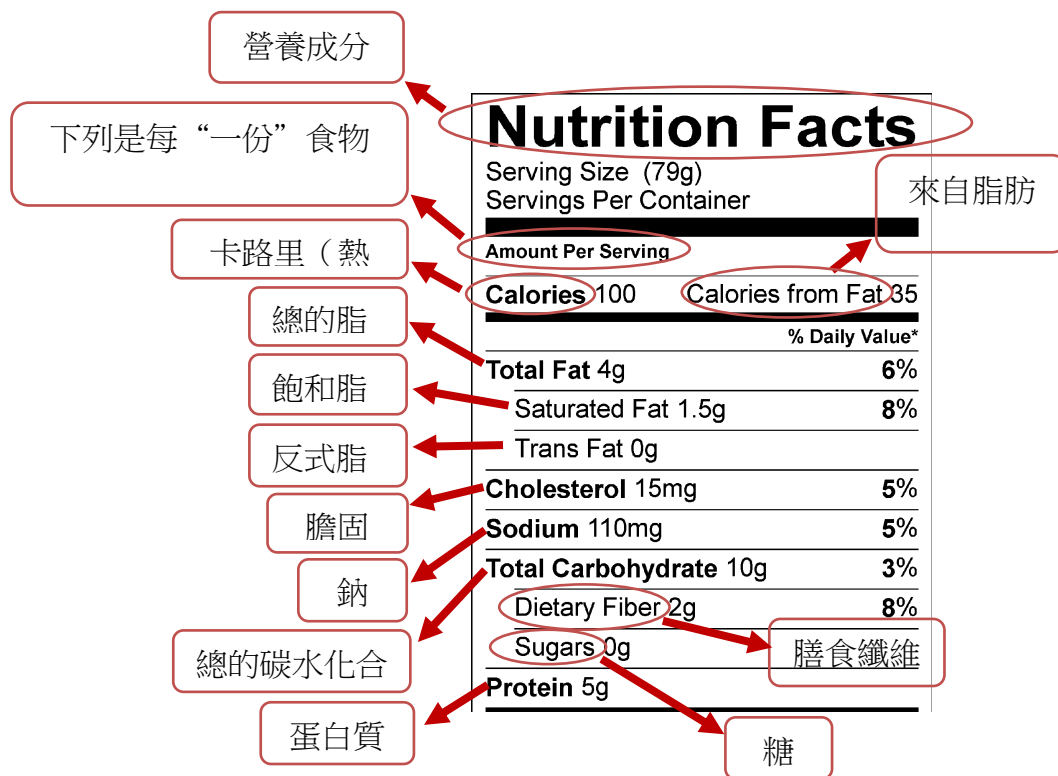 營養成分
下列是每“一份”食物
卡路里（熱
總的脂
飽和脂
反式脂
膽固
鈉
總的碳水化合
蛋白質
Nutrition Facts
Serving Size (79g)
Servings Per Container
Amount Per Serving
Calories 100 Calories from Fat 35
% Daily Value*
Total Fat 4g 6%
Saturated Fat 1.5g 8%
Trans Fat 0g
Cholesterol 15mg 5%
Sodium 110mg 5%
Total Carbohydrate 10g 3%
Dietary Fiber 2g 8%
Sugars 0g
Protein 5g
來自脂肪
膳食纖維
糖